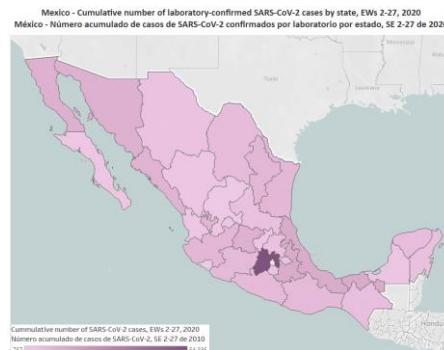 Mexico - Cumulative number of laboratory-confirmed SARS-CoV-2 cases by state, EWs 2-27, 2020
México - Número acumulado de casos de SARS-CoV-2 confirmados por laboratorio por estado, SE 2-27 de 2020
Texas
Louisiana
Mississippi
Cummulative number of SARS-CoV-2 cases, EWs 2-27, 2020
Número acumulado de casos de SARS-CoV-2, SE 2-27 de 2010